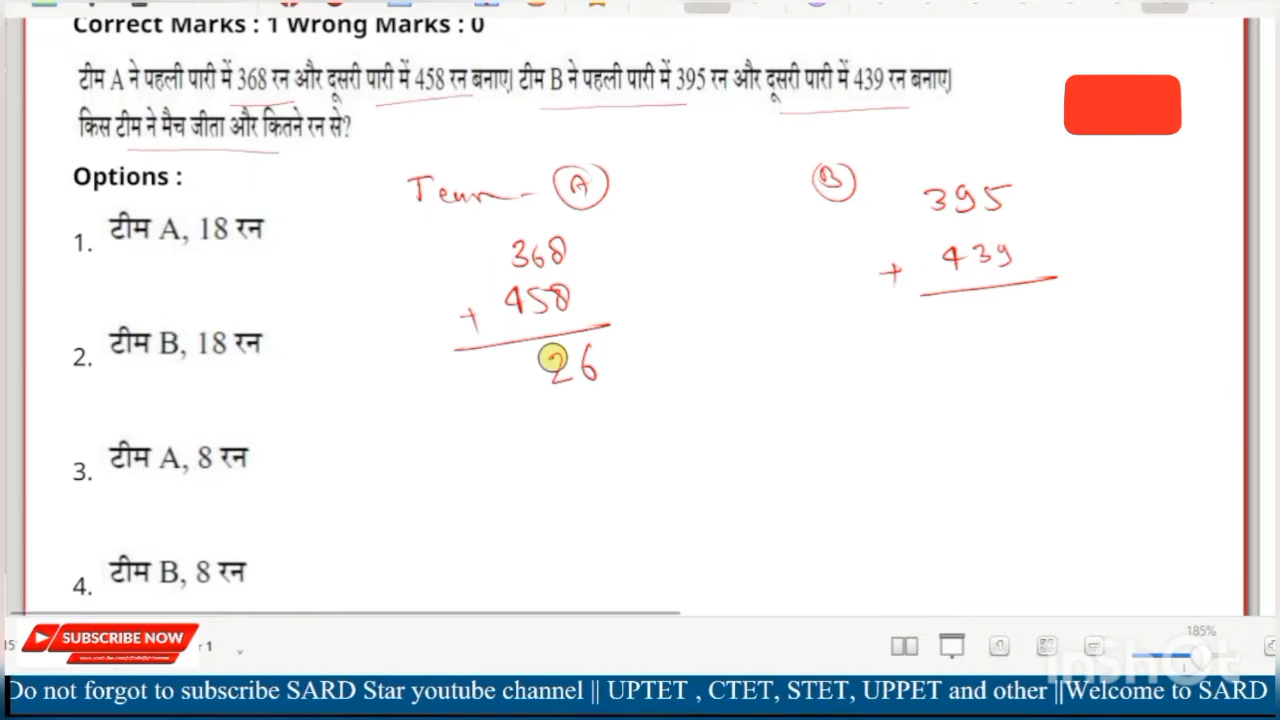 Correct Marks : 1 Wrong Marks : 0
टीम A ने पहली पारी में 368 रन और दूसरी पारी में 458 रन बनाए। टीम B ने पहली पारी में 395 रन और दूसरी पारी में 439 रन बनाए।
किस टीम ने मैच जीता और कितने रन से?
Options :
Team - A
B
395
+ 439
368
+ 458
26
1. टीम A, 18 रन
2. टीम B, 18 रन
3. टीम A, 8 रन
4. टीम B, 8 रन
SUBSCRIBE NOW
185%
InShOt
Do not forgot to subscribe SARD Star youtube channel || UPTET , CTET, STET, UPPET and other ||Welcome to SARD